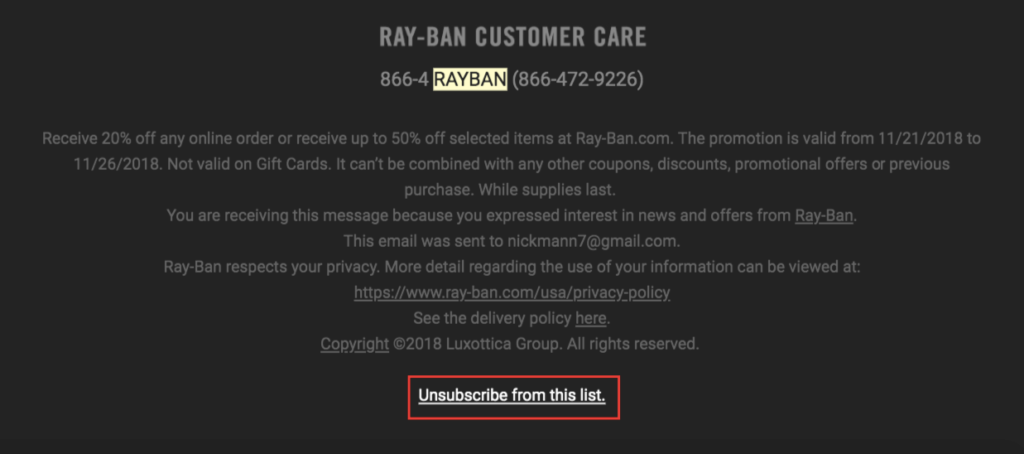 RAY-BAN CUSTOMER CARE
866-4 RAYBAN (866-472-9226)
Receive 20% off any online order or receive up to 50% off selected items at Ray-Ban.com. The promotion is valid from 11/21/2018 to
11/26/2018. Not valid on Gift Cards. It can’t be combined with any other coupons, discounts, promotional offers or previous
purchase. While supplies last.
You are receiving this message because you expressed interest in news and offers from Ray-Ban.
This email was sent to nickmann7@gmail.com.
Ray-Ban respects your privacy. More detail regarding the use of your information can be viewed at:
https://www.ray-ban.com/usa/privacy-policy
See the delivery policy here.
Copyright ©2018 Luxottica Group. All rights reserved.
Unsubscribe from this list.